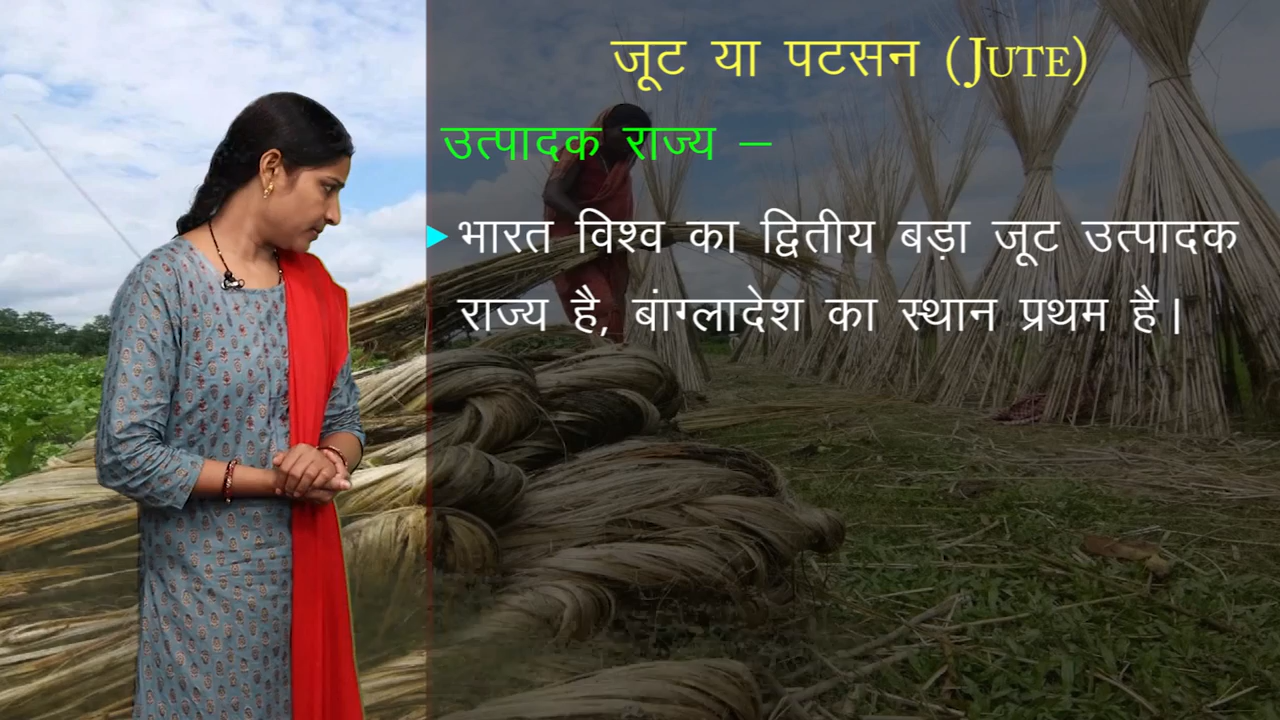 जूट या पटसन (JUTE)
उत्पादक राज्य –
भारत विश्व का द्वितीय बड़ा जूट उत्पादक
राज्य है, बांग्लादेश का स्थान प्रथम है।